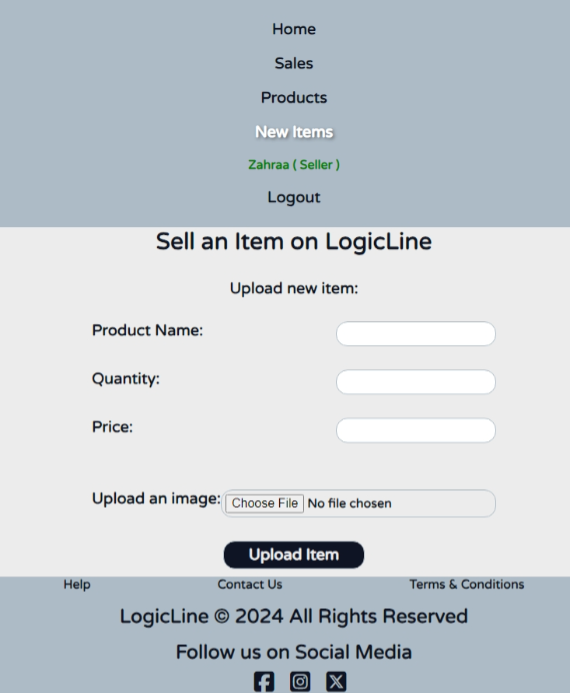 Home
Sales
Products
New Items
Zahraa ( Seller )
Logout
Sell an Item on LogicLine
Upload new item:
Product Name:
Quantity:
Price:
Upload an image: Choose File No file chosen
Upload Item
Help Contact Us Terms & Conditions
LogicLine © 2024 All Rights Reserved
Follow us on Social Media